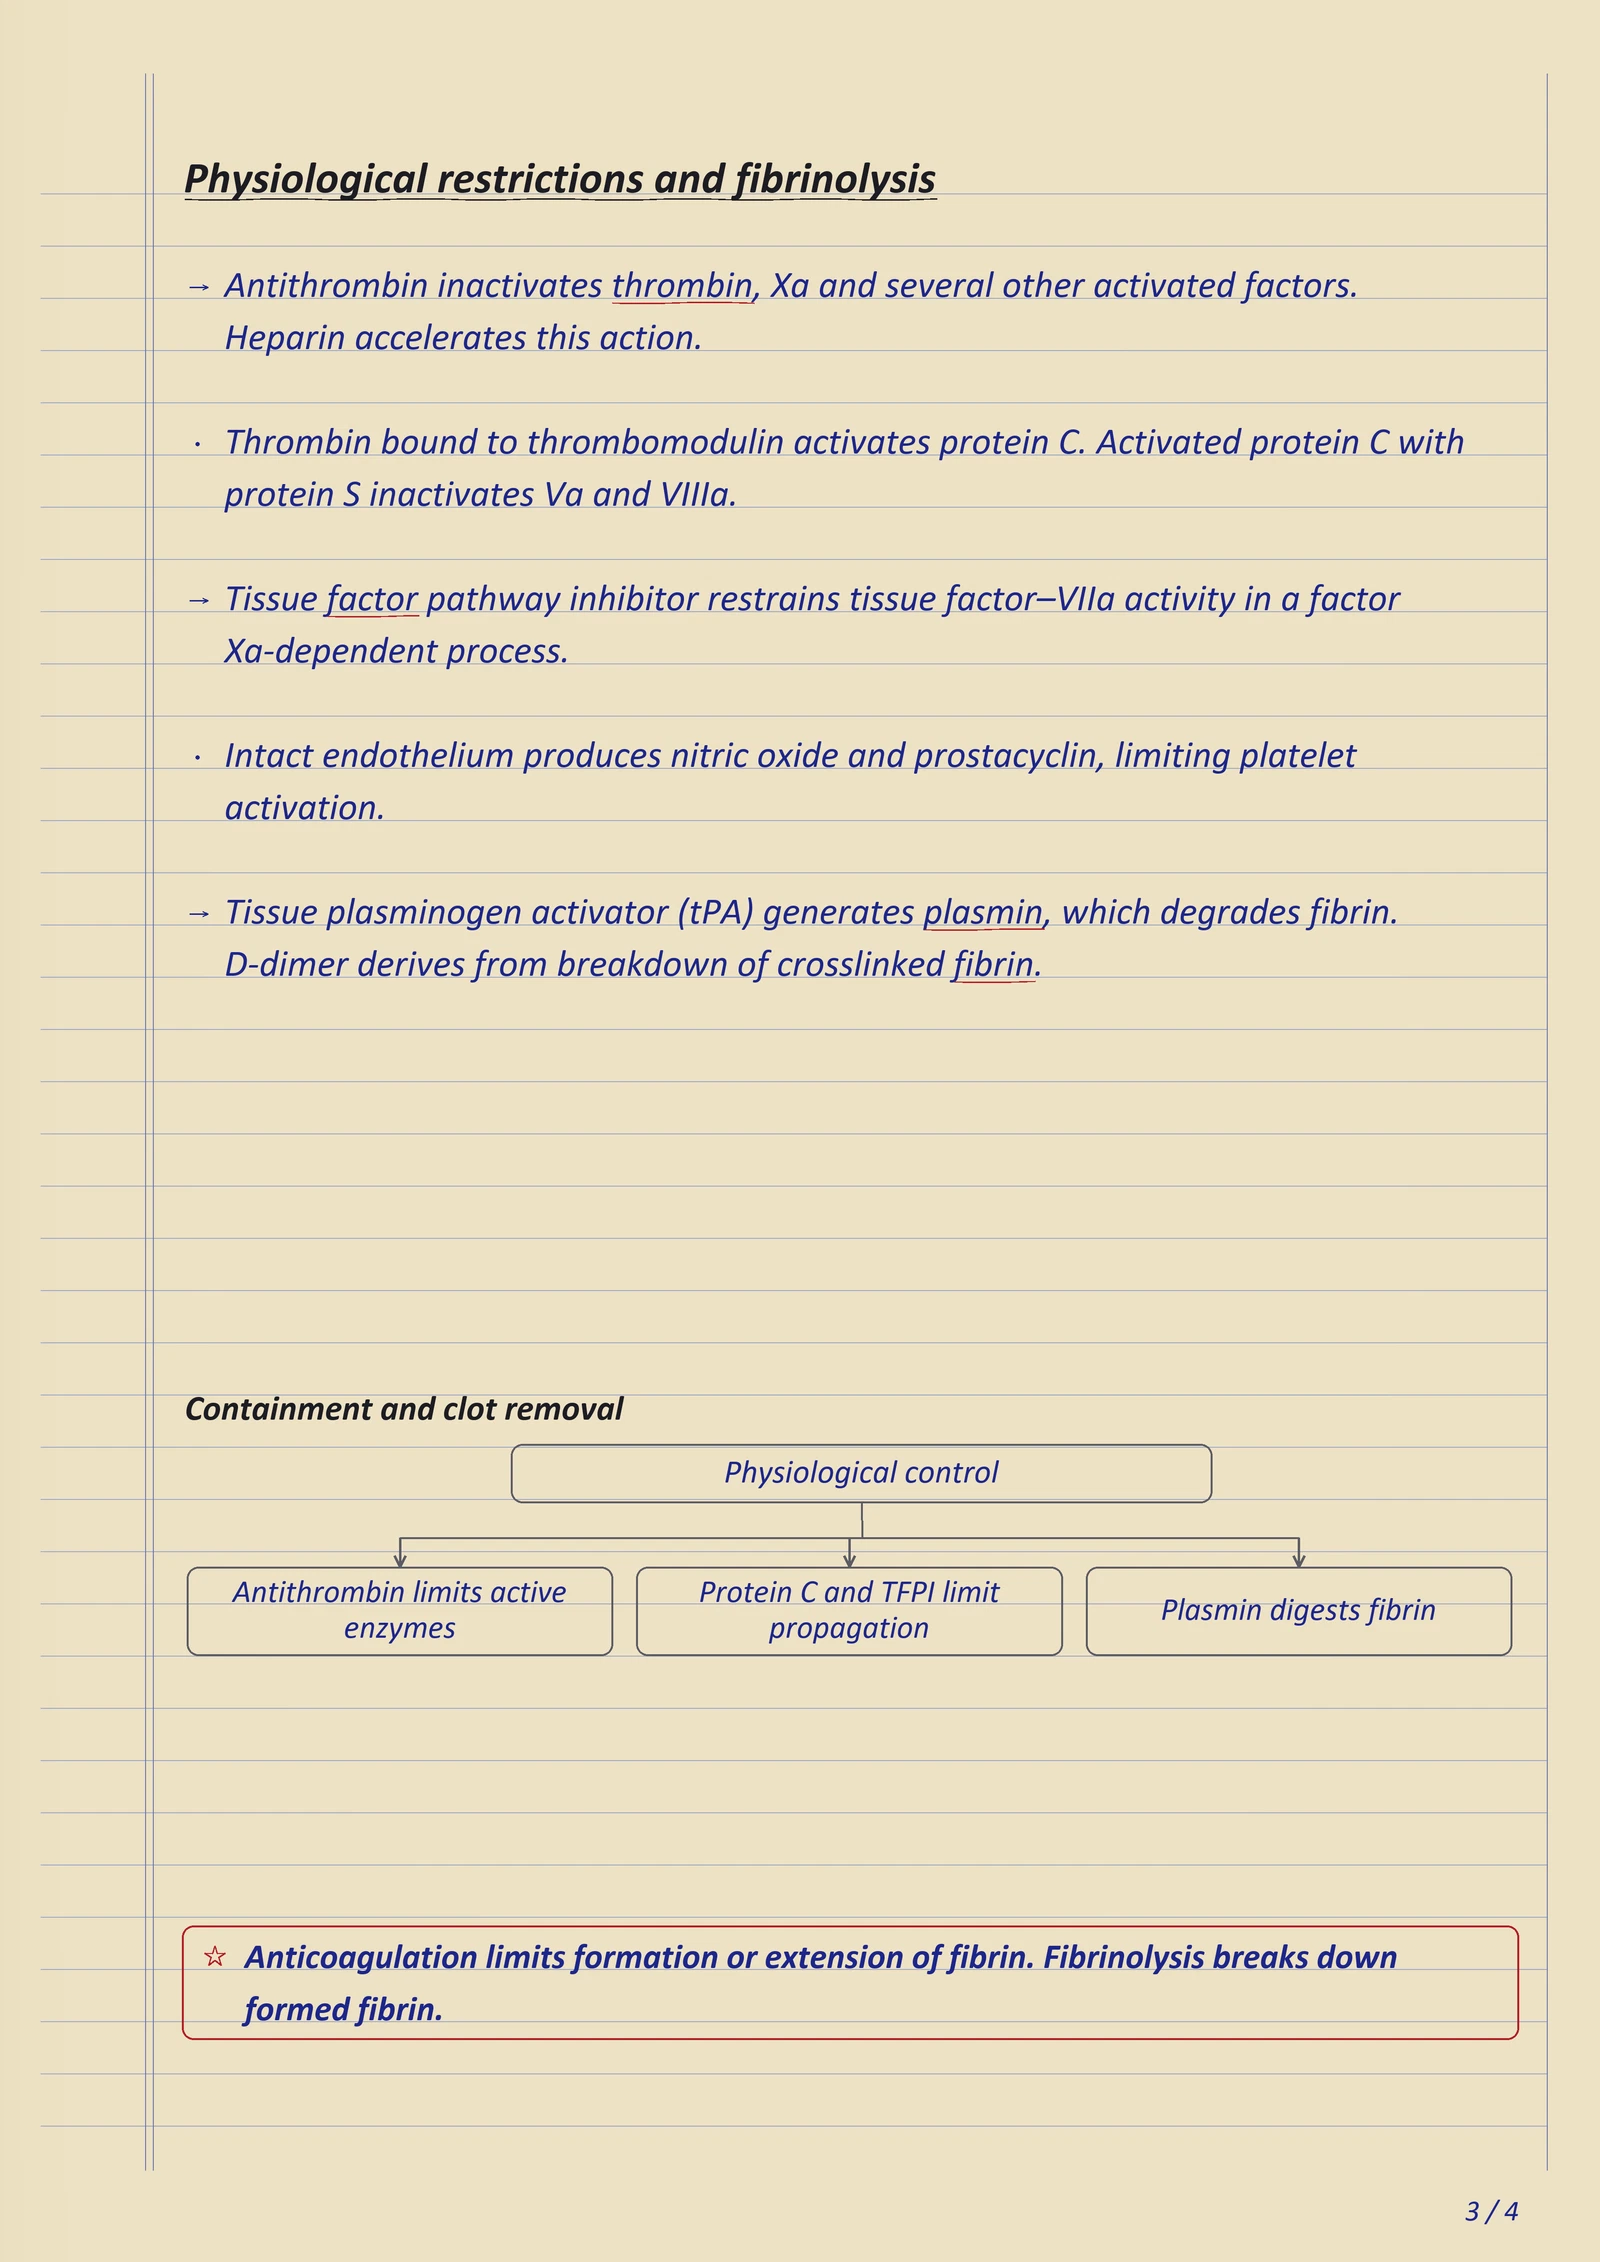 Physiological restrictions and fibrinolysis
→ Antithrombin inactivates thrombin, Xa and several other activated factors.
Heparin accelerates this action.
· Thrombin bound to thrombomodulin activates protein C. Activated protein C with
protein S inactivates Va and VIIIa.
→ Tissue factor pathway inhibitor restrains tissue factor–VIIa activity in a factor
Xa-dependent process.
· Intact endothelium produces nitric oxide and prostacyclin, limiting platelet
activation.
→ Tissue plasminogen activator (tPA) generates plasmin, which degrades fibrin.
D-dimer derives from breakdown of crosslinked fibrin.
Containment and clot removal
Physiological control
Antithrombin limits active
enzymes
Protein C and TFPI limit
propagation
Plasmin digests fibrin
☆ Anticoagulation limits formation or extension of fibrin. Fibrinolysis breaks down
formed fibrin.
3 / 4